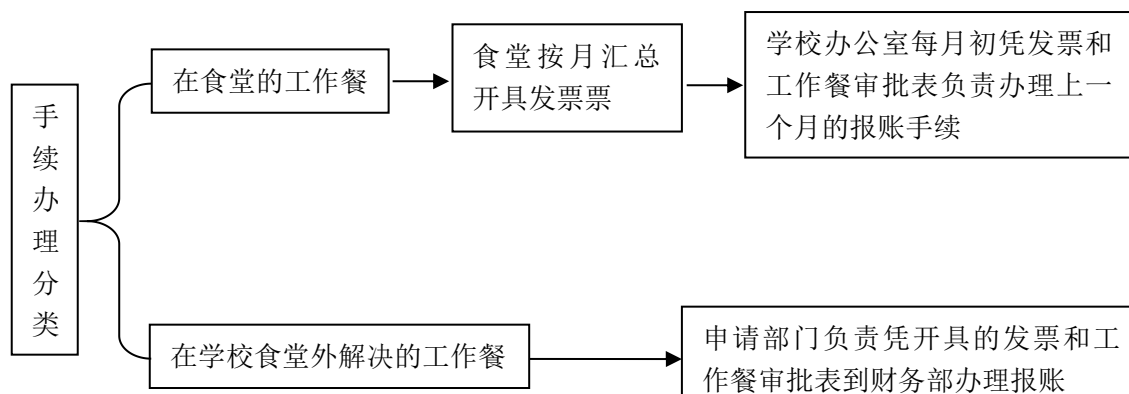 手续办理分类
在食堂的工作餐
食堂按月汇总
开具发票票
学校办公室每月初凭发票和
工作餐审批表负责办理上一
个月的报账手续
在学校食堂外解决的工作餐
申请部门负责凭开具的发票和工
作餐审批表到财务部办理报账